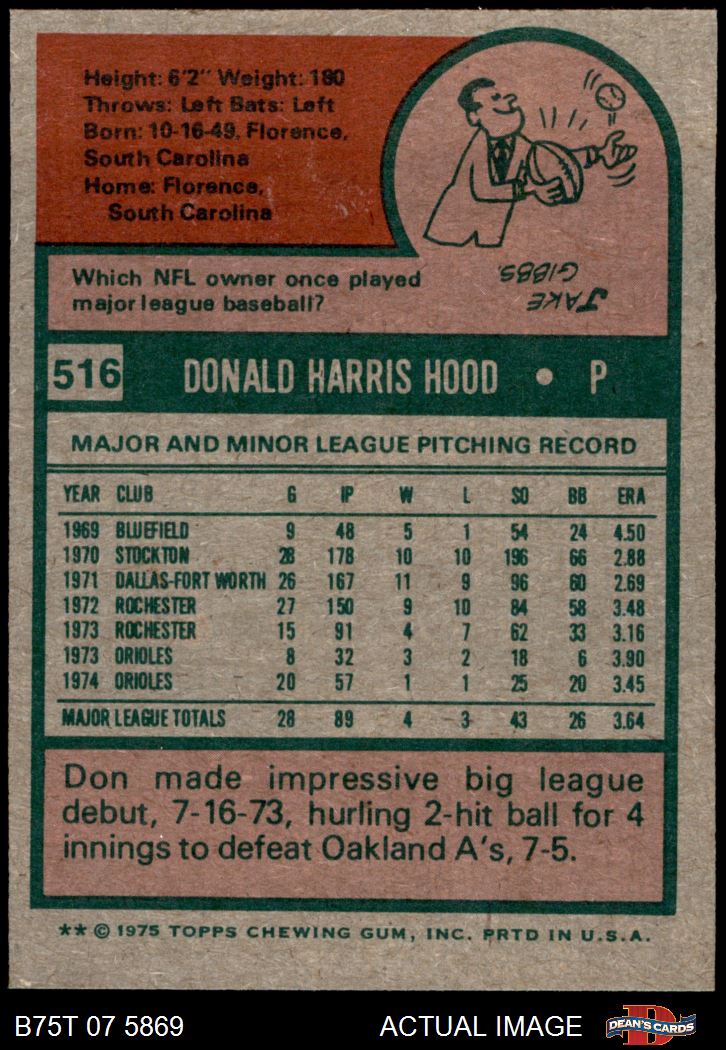 Height: 6'2" Weight: 180
Throws: Left Bats: Left
Born: 10-16-49, Florence,
South Carolina
Home: Florence,
South Carolina
Which NFL owner once played
major league baseball?
JAKE
GIBBS.
516 DONALD HARRIS HOOD • P
MAJOR AND MINOR LEAGUE PITCHING RECORD
YEAR CLUB G IP W L SO BB ERA
1969 BLUEFIELD 9 48 5 1 54 24 4.50
1970 STOCKTON 28 178 10 10 196 66 2.88
1971 DALLAS-FORT WORTH 26 167 11 9 96 60 2.69
1972 ROCHESTER 27 150 9 10 84 58 3.48
1973 ROCHESTER 15 91 4 7 62 33 3.16
1973 ORIOLES 8 32 3 2 18 6 3.90
1974 ORIOLES 20 57 1 1 25 20 3.45
MAJOR LEAGUE TOTALS 28 89 4 3 43 26 3.64
Don made impressive big league
debut, 7-16-73, hurling 2-hit ball for 4
innings to defeat Oakland A's, 7-5.
** © 1975 TOPPS CHEWING GUM, INC. PRTD IN U.S.A.
B75T 07 5869 ACTUAL IMAGE D DEAN'S CARDS